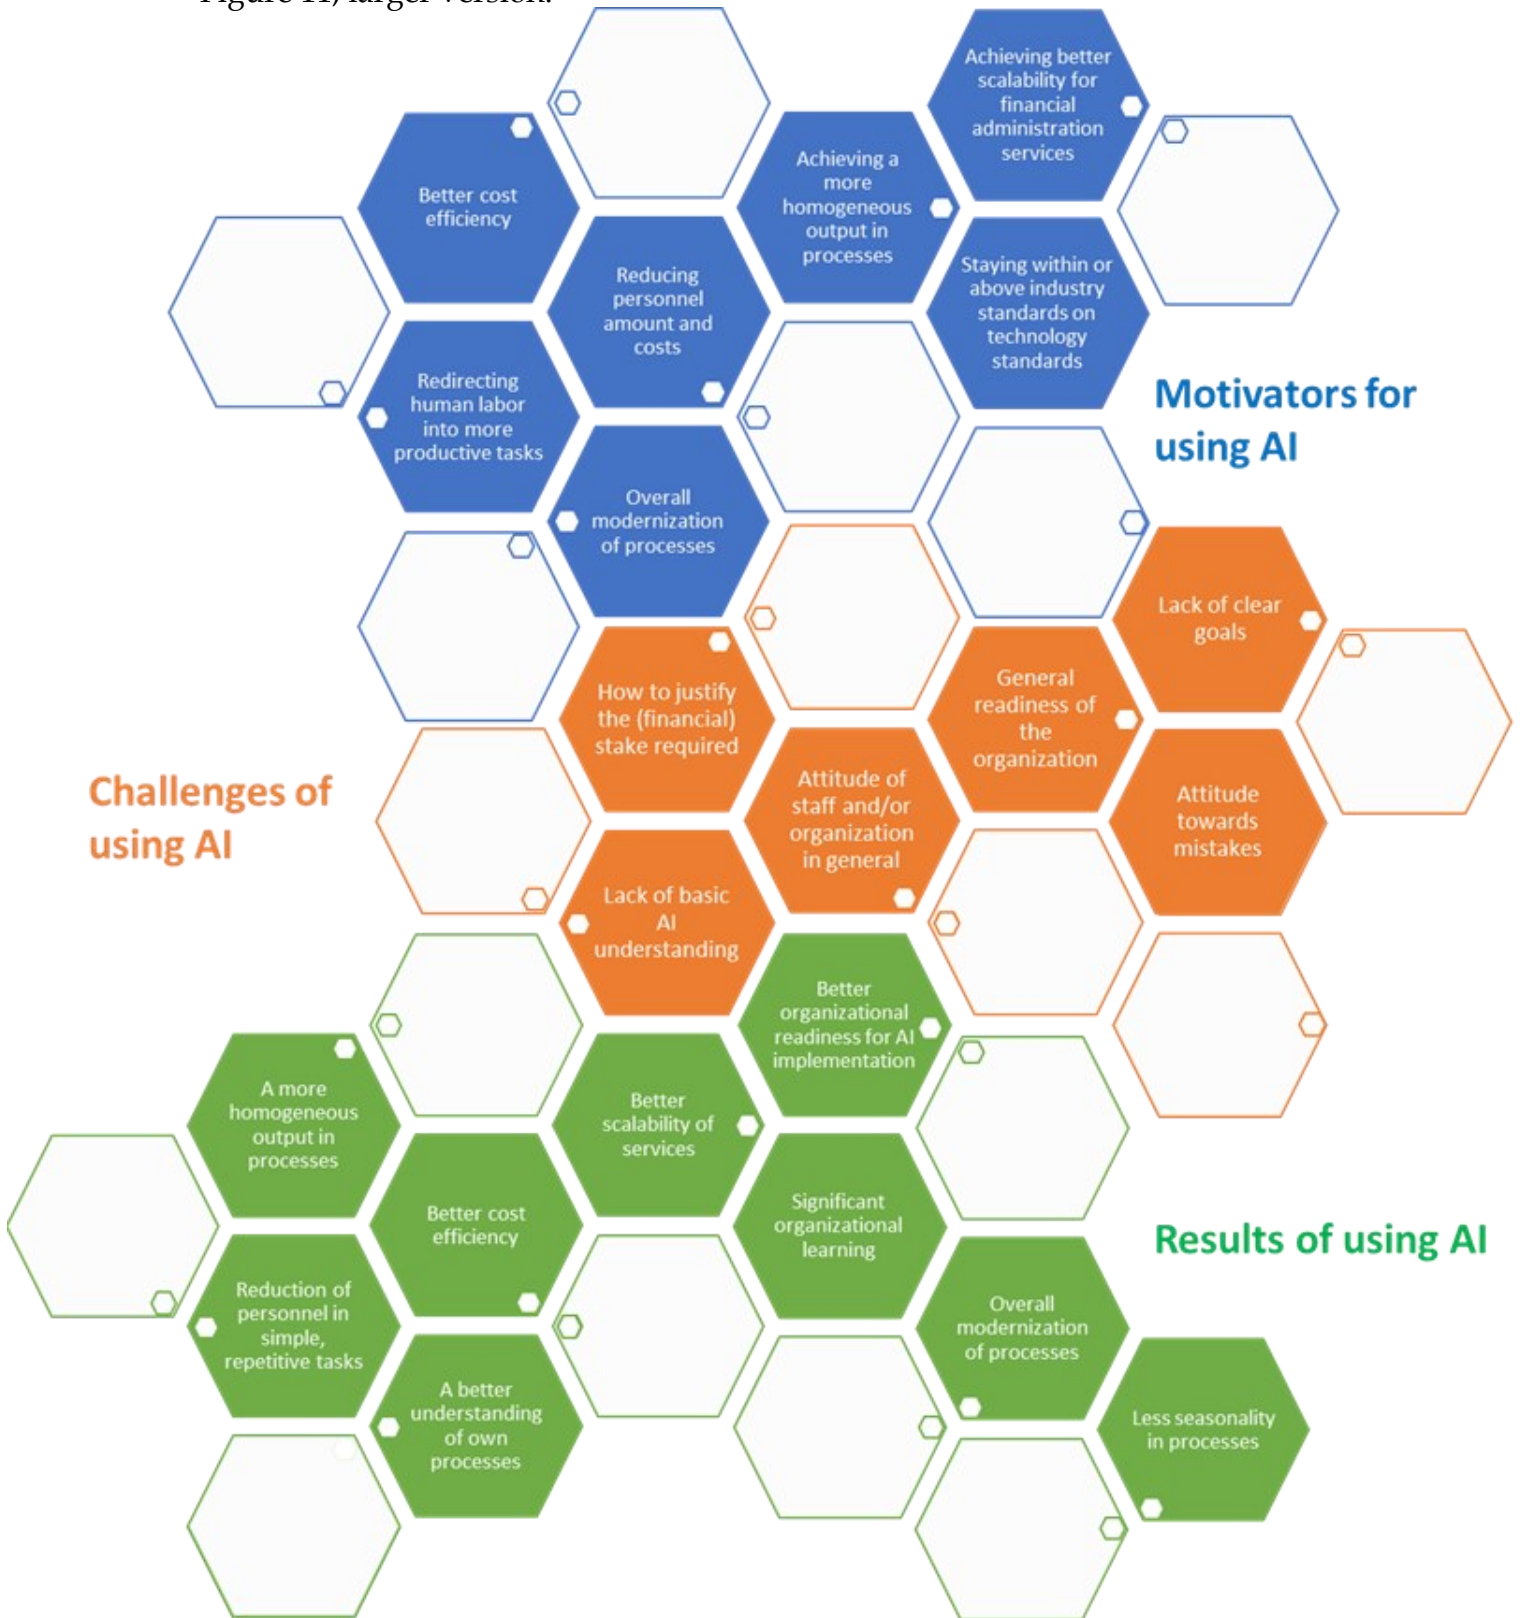 Figure 11, larger version.
Achieving better
scalability for
financial
administration
services
Better cost
efficiency
Achieving a
more
homogeneous
output in
processes
Reducing
personnel
amount and
costs
Staying within or
above industry
standards on
technology
standards
Redirecting
human labor
into more
productive tasks
Motivators for
using AI
Overall
modernization
of processes
Lack of clear
goals
How to justify
the (financial)
stake required
General
readiness of
the
organization
Challenges of
using AI
Attitude of
staff and/or
organization
in general
Attitude
towards
mistakes
Lack of basic
AI
understanding
Better
organizational
readiness for AI
implementation
A more
homogeneous
output in
processes
Better
scalability of
services
Better cost
efficiency
Significant
organizational
learning
Results of using AI
Reduction of
personnel in
simple,
repetitive tasks
Overall
modernization
of processes
A better
understanding
of own
processes
Less seasonality
in processes